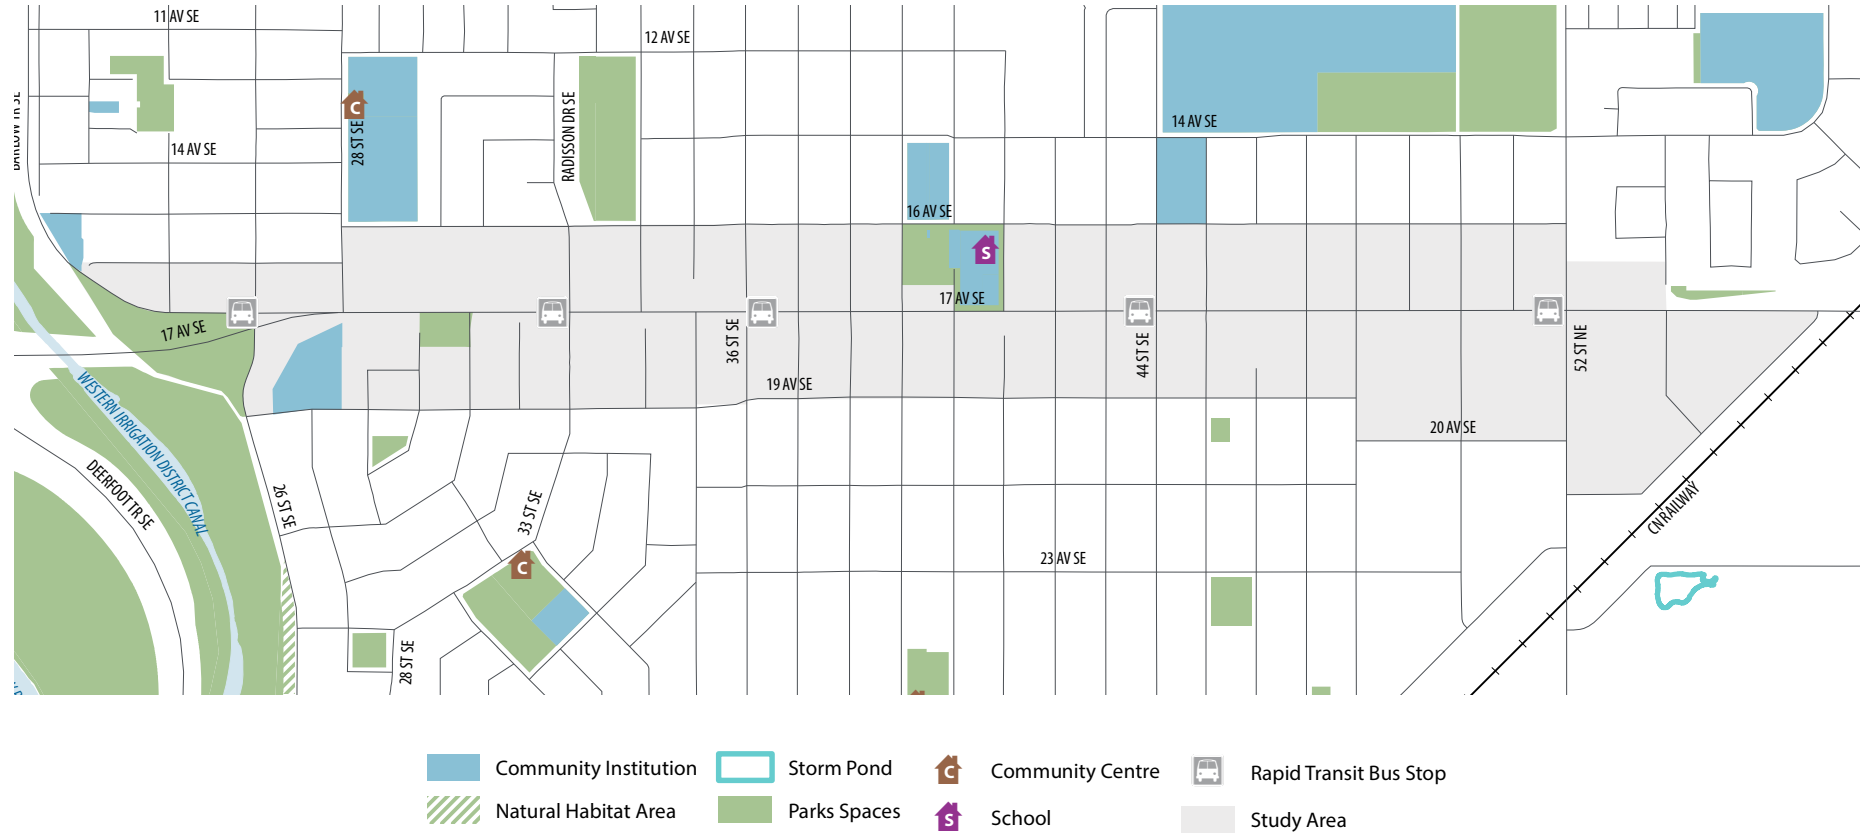 11 AV SE
12 AV SE
BARLOW TR SE
28 ST SE
RADISSON DR SE
14 AV SE
14 AV SE
16 AV SE
17 AV SE
17 AV SE
36 ST SE
44 ST SE
52 ST NE
19 AV SE
20 AV SE
WESTERN IRRIGATION DISTRICT CANAL
DEERFOOT TR SE
26 ST SE
33 ST SE
CN RAILWAY
23 AV SE
28 ST SE
C
S
C
Community Institution
Storm Pond
C
Community Centre
Rapid Transit Bus Stop
Natural Habitat Area
Parks Spaces
S
School
Study Area